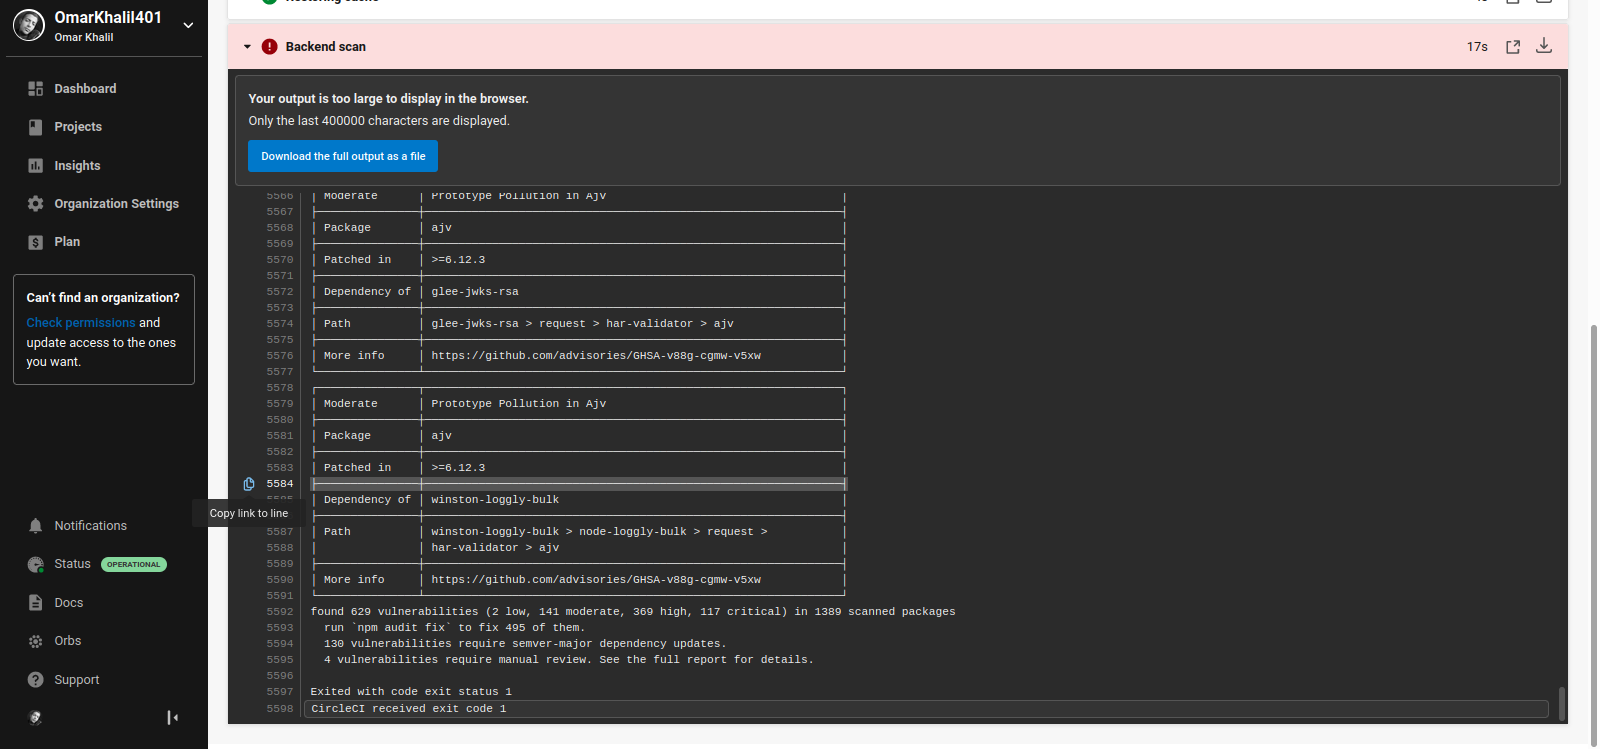 OmarKhalil401
Omar Khalil
Dashboard
Projects
Insights
Organization Settings
Plan
Can't find an organization?
Check permissions and
update access to the ones
you want.
Notifications
Status OPERATIONAL
Docs
Orbs
Support
Restoring cache
Backend scan 17s
Your output is too large to display in the browser.
Only the last 400000 characters are displayed.
Download the full output as a file
5566 Moderate Prototype Pollution in Ajv
5567
5568 Package ajv
5569
5570 Patched in >=6.12.3
5571
5572 Dependency of glee-jwks-rsa
5573
5574 Path glee-jwks-rsa > request > har-validator > ajv
5575
5576 More info https://github.com/advisories/GHSA-v88g-cgmw-v5xw
5577
5578
5579 Moderate Prototype Pollution in Ajv
5580
5581 Package ajv
5582
5583 Patched in >=6.12.3
5584
5585 Dependency of winston-loggly-bulk
Copy link to line
5587 Path winston-loggly-bulk > node-loggly-bulk > request >
5588 har-validator > ajv
5589
5590 More info https://github.com/advisories/GHSA-v88g-cgmw-v5xw
5591
5592 found 629 vulnerabilities (2 low, 141 moderate, 369 high, 117 critical) in 1389 scanned packages
5593 run `npm audit fix` to fix 495 of them.
5594 130 vulnerabilities require semver-major dependency updates.
5595 4 vulnerabilities require manual review. See the full report for details.
5596
5597 Exited with code exit status 1
5598 CircleCI received exit code 1